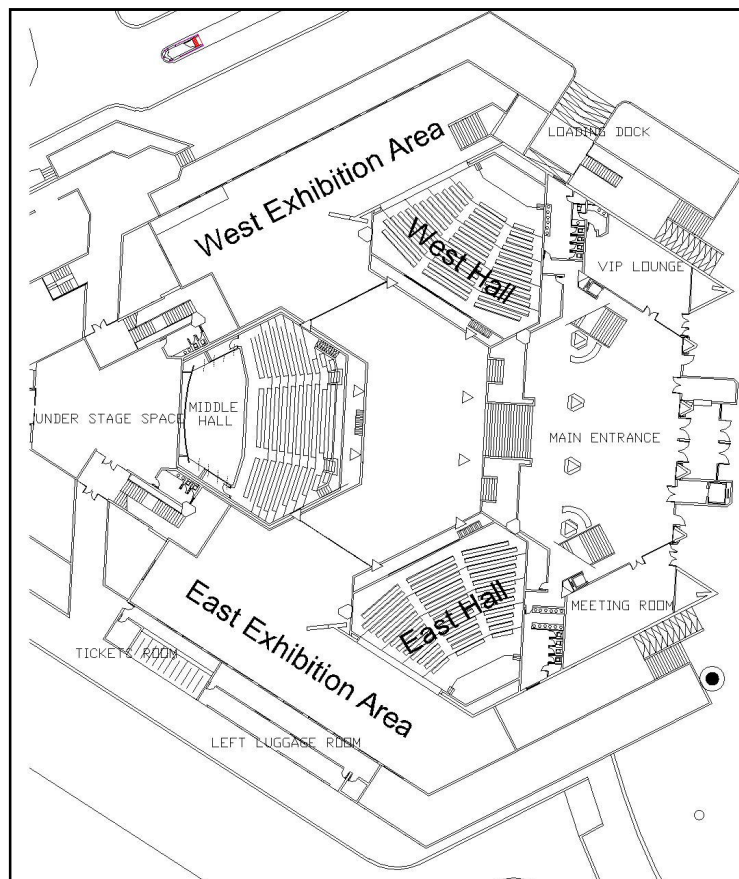 LOADING DOCK
West Exhibition Area
West Hall
VIP LOUNGE
UNDER STAGE SPACE
MIDDLE
HALL
MAIN ENTRANCE
East Hall
MEETING ROOM
East Exhibition Area
TICKETS ROOM
LEFT LUGGAGE ROOM